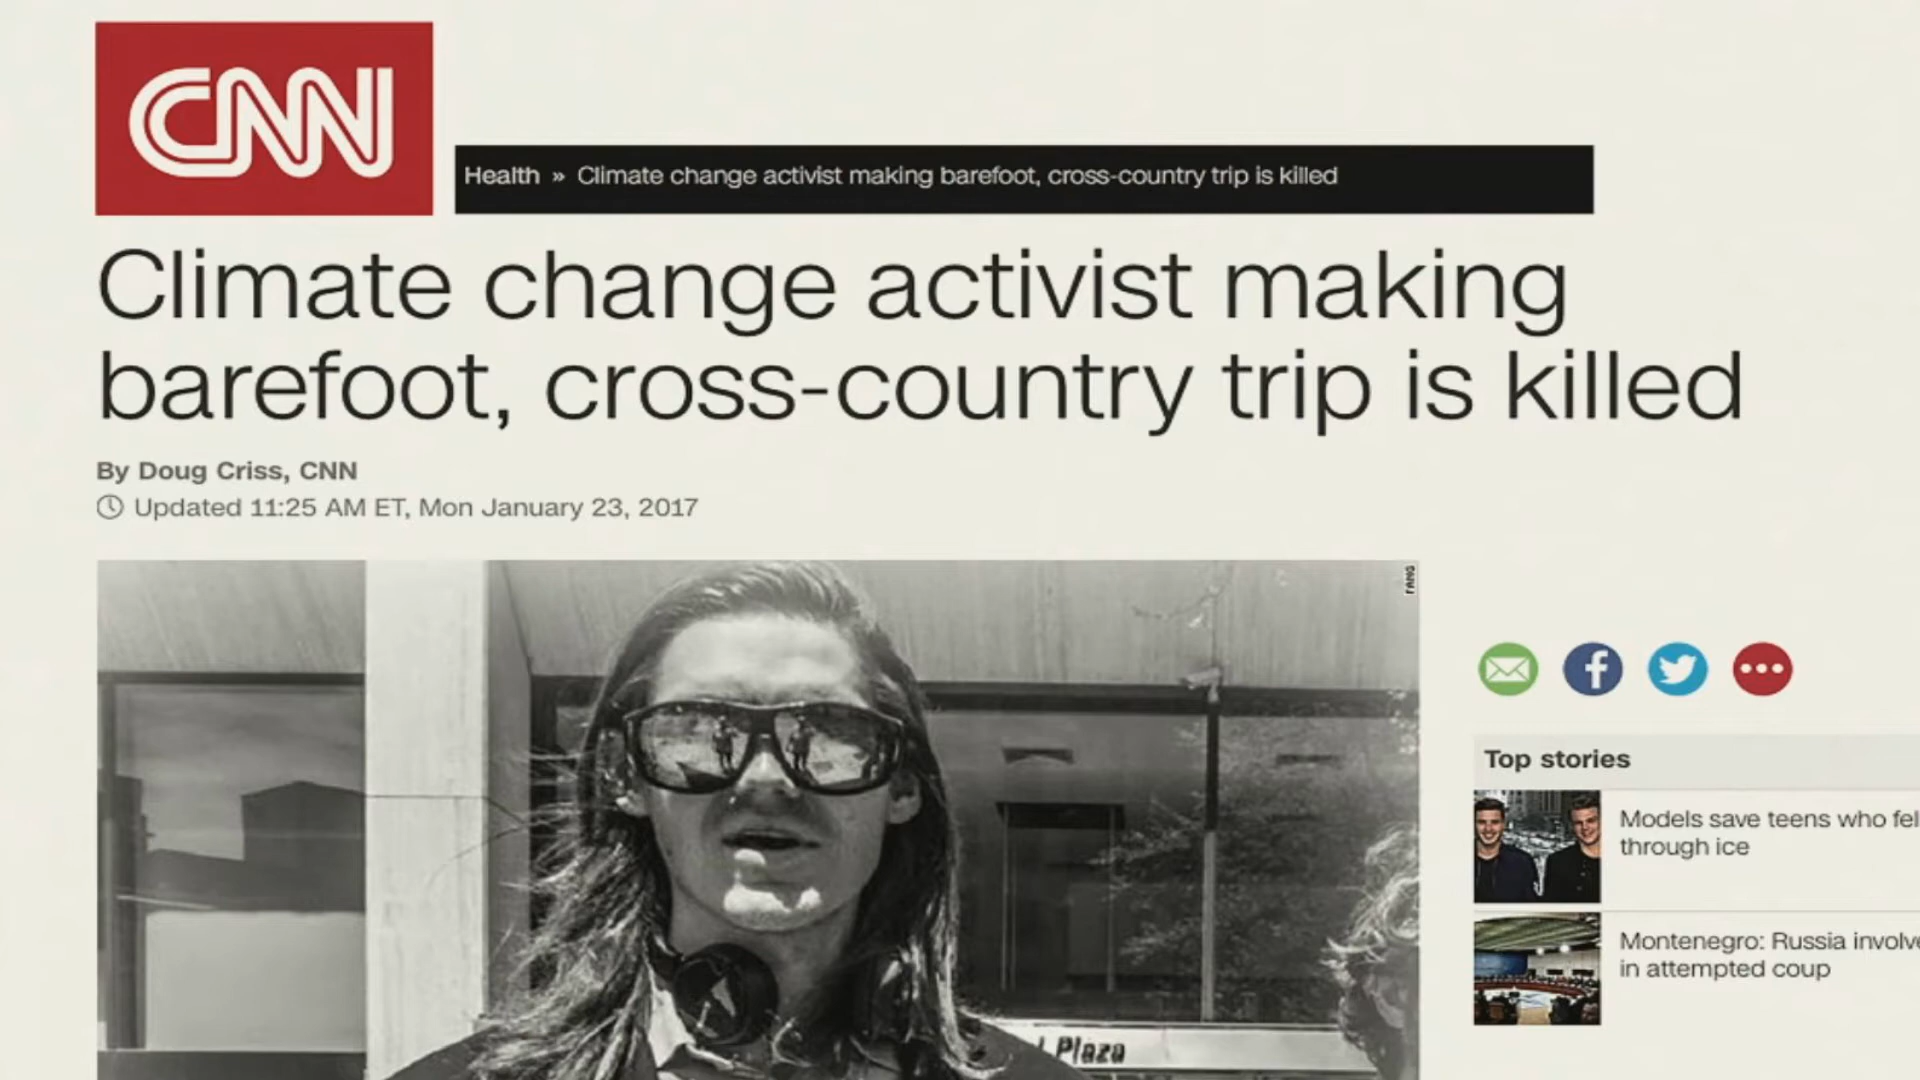 CNN
Health » Climate change activist making barefoot, cross-country trip is killed
Climate change activist making
barefoot, cross-country trip is killed
By Doug Criss, CNN
Updated 11:25 AM ET, Mon January 23, 2017
FANG
Top stories
Models save teens who fel
through ice
Montenegro: Russia involve
in attempted coup
Plaza